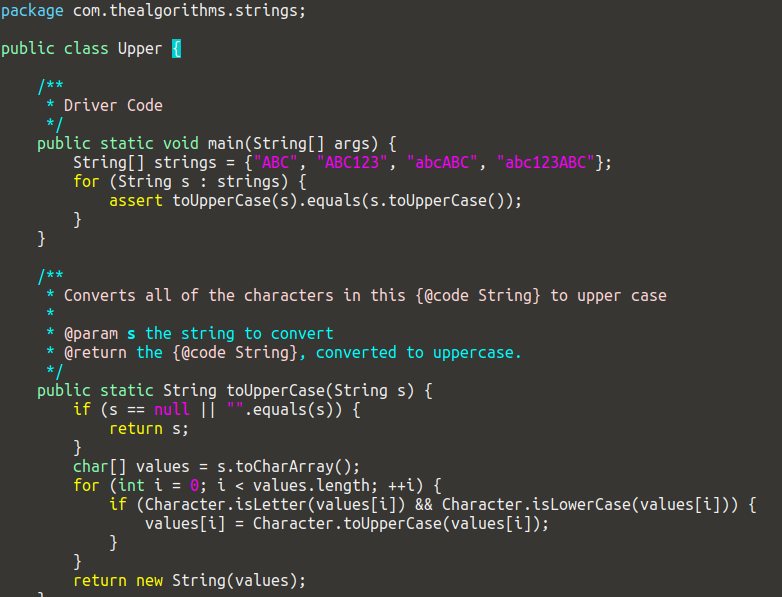 package com.thealgorithms.strings;

public class Upper {

    /**
     * Driver Code
     */
    public static void main(String[] args) {
        String[] strings = {"ABC", "ABC123", "abcABC", "abc123ABC"};
        for (String s : strings) {
            assert toUpperCase(s).equals(s.toUpperCase());
        }
    }

    /**
     * Converts all of the characters in this {@code String} to upper case
     *
     * @param s the string to convert
     * @return the {@code String}, converted to uppercase.
     */
    public static String toUpperCase(String s) {
        if (s == null || "".equals(s)) {
            return s;
        }
        char[] values = s.toCharArray();
        for (int i = 0; i < values.length; ++i) {
            if (Character.isLetter(values[i]) && Character.isLowerCase(values[i])) {
                values[i] = Character.toUpperCase(values[i]);
            }
        }
        return new String(values);
    }